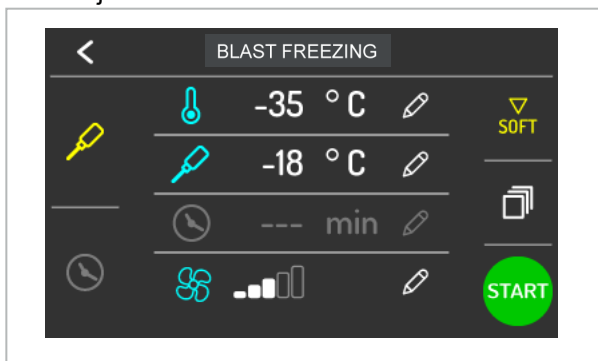 BLAST FREEZING
-35 °C
SOFT
-18 °C
--- min
START